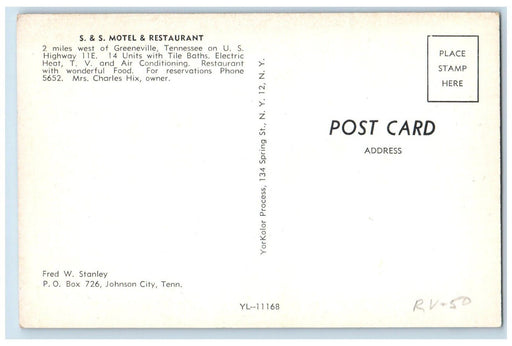 S. & S. MOTEL & RESTAURANT
2 miles west of Greeneville, Tennessee on U. S.
Highway 11E. 14 Units with Tile Baths. Electric
Heat, T. V. and Air Conditioning. Restaurant
with wonderful Food. For reservations Phone
5652. Mrs. Charles Hix, owner.
Fred W. Stanley
P. O. Box 726, Johnson City, Tenn.
YorKolor Process, 134 Spring St., N. Y. 12, N. Y.
YL--11168
PLACE
STAMP
HERE
POST CARD
ADDRESS
RV-50